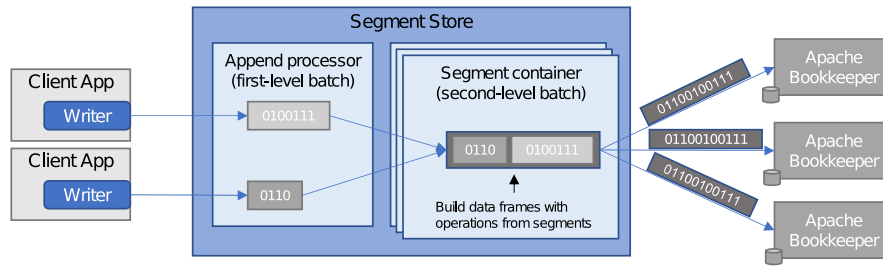 Segment Store
Client App
Writer
Client App
Writer
Append processor
(first-level batch)
0100111
0110
Segment container
(second-level batch)
0110
0100111
Build data frames with
operations from segments
01100100111
01100100111
01100100111
Apache
Bookkeeper
Apache
Bookkeeper
Apache
Bookkeeper